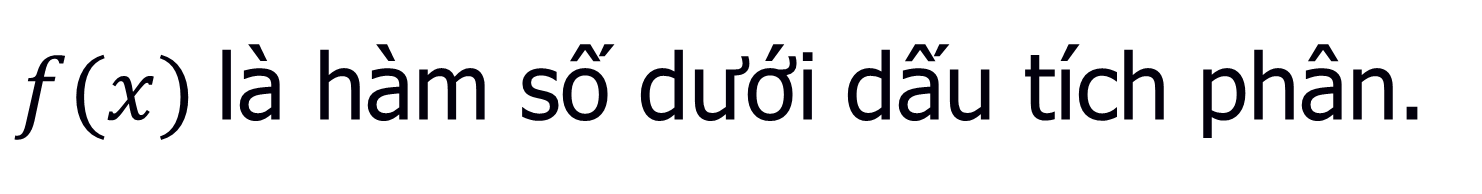 f(x) là hàm số dưới dấu tích phân.